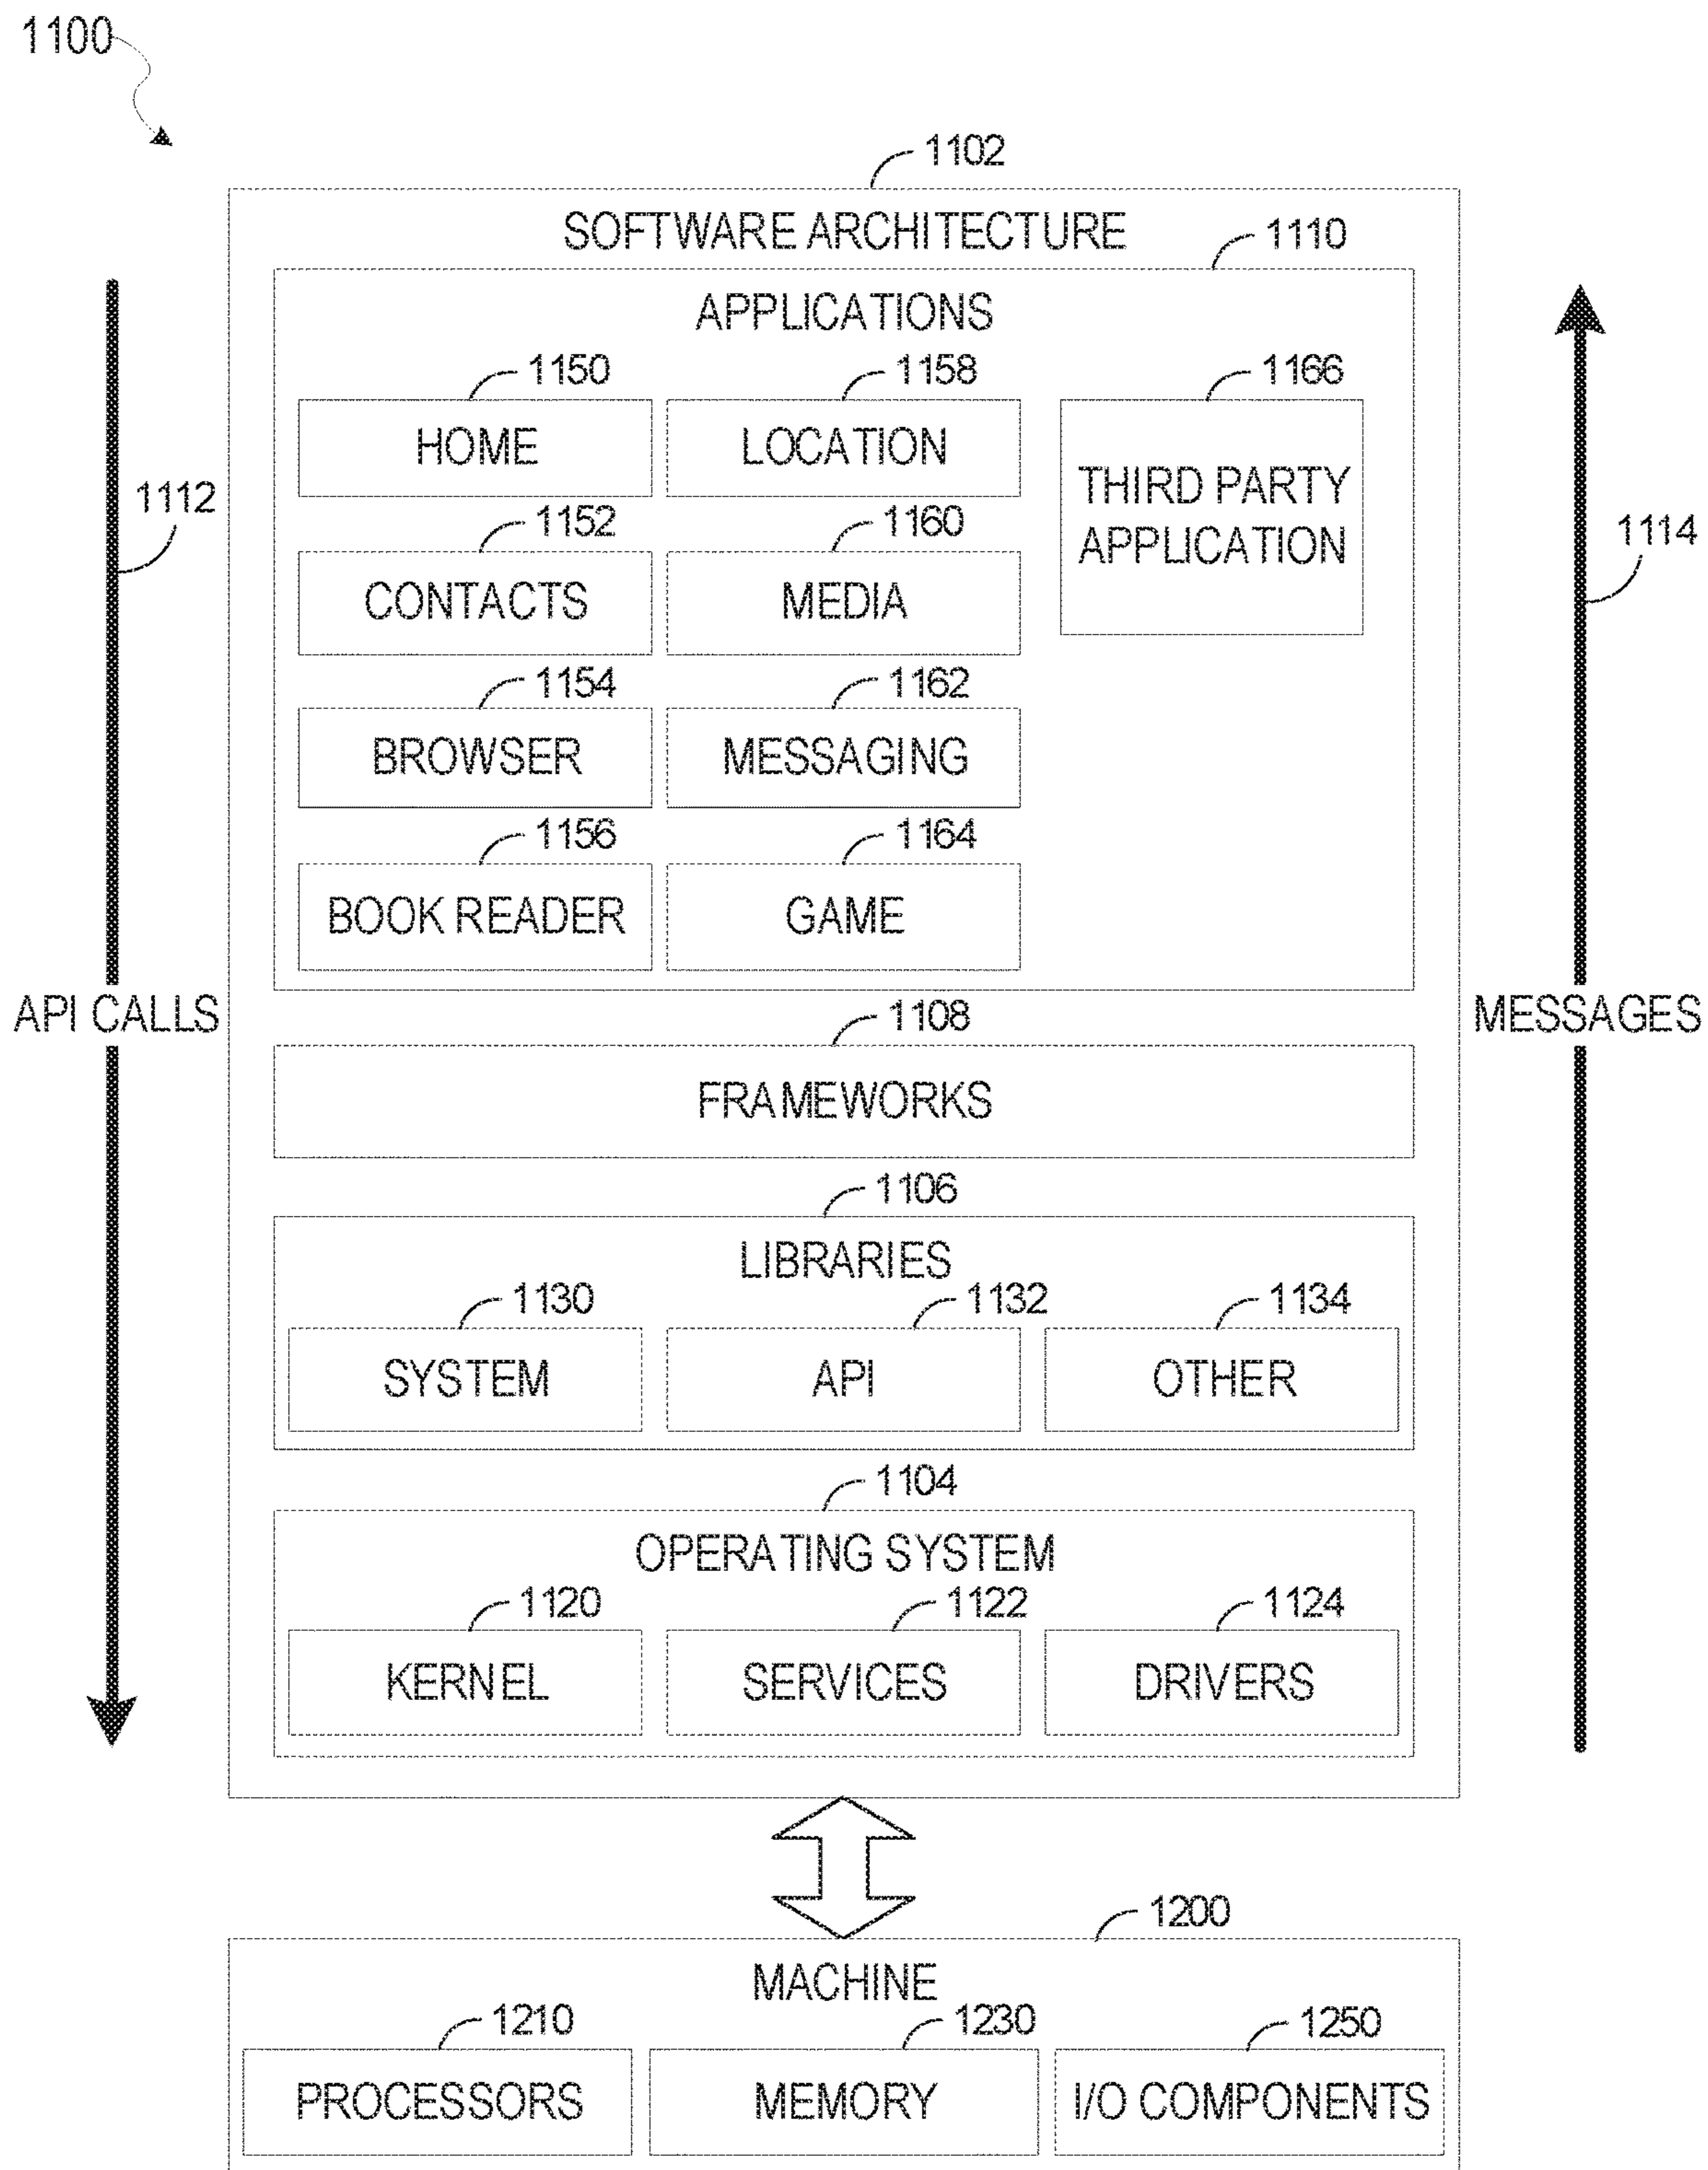 1100
1102
SOFTWARE ARCHITECTURE
1110
APPLICATIONS
1150
1158
1166
HOME
LOCATION
THIRD PARTY
APPLICATION
1112
1114
1152
1160
CONTACTS
MEDIA
1154
1162
BROWSER
MESSAGING
1156
1164
BOOK READER
GAME
API CALLS
MESSAGES
1108
FRAMEWORKS
1106
LIBRARIES
1130
1132
1134
SYSTEM
API
OTHER
1104
OPERATING SYSTEM
1120
1122
1124
KERNEL
SERVICES
DRIVERS
1200
MACHINE
1210
1230
1250
PROCESSORS
MEMORY
I/O COMPONENTS